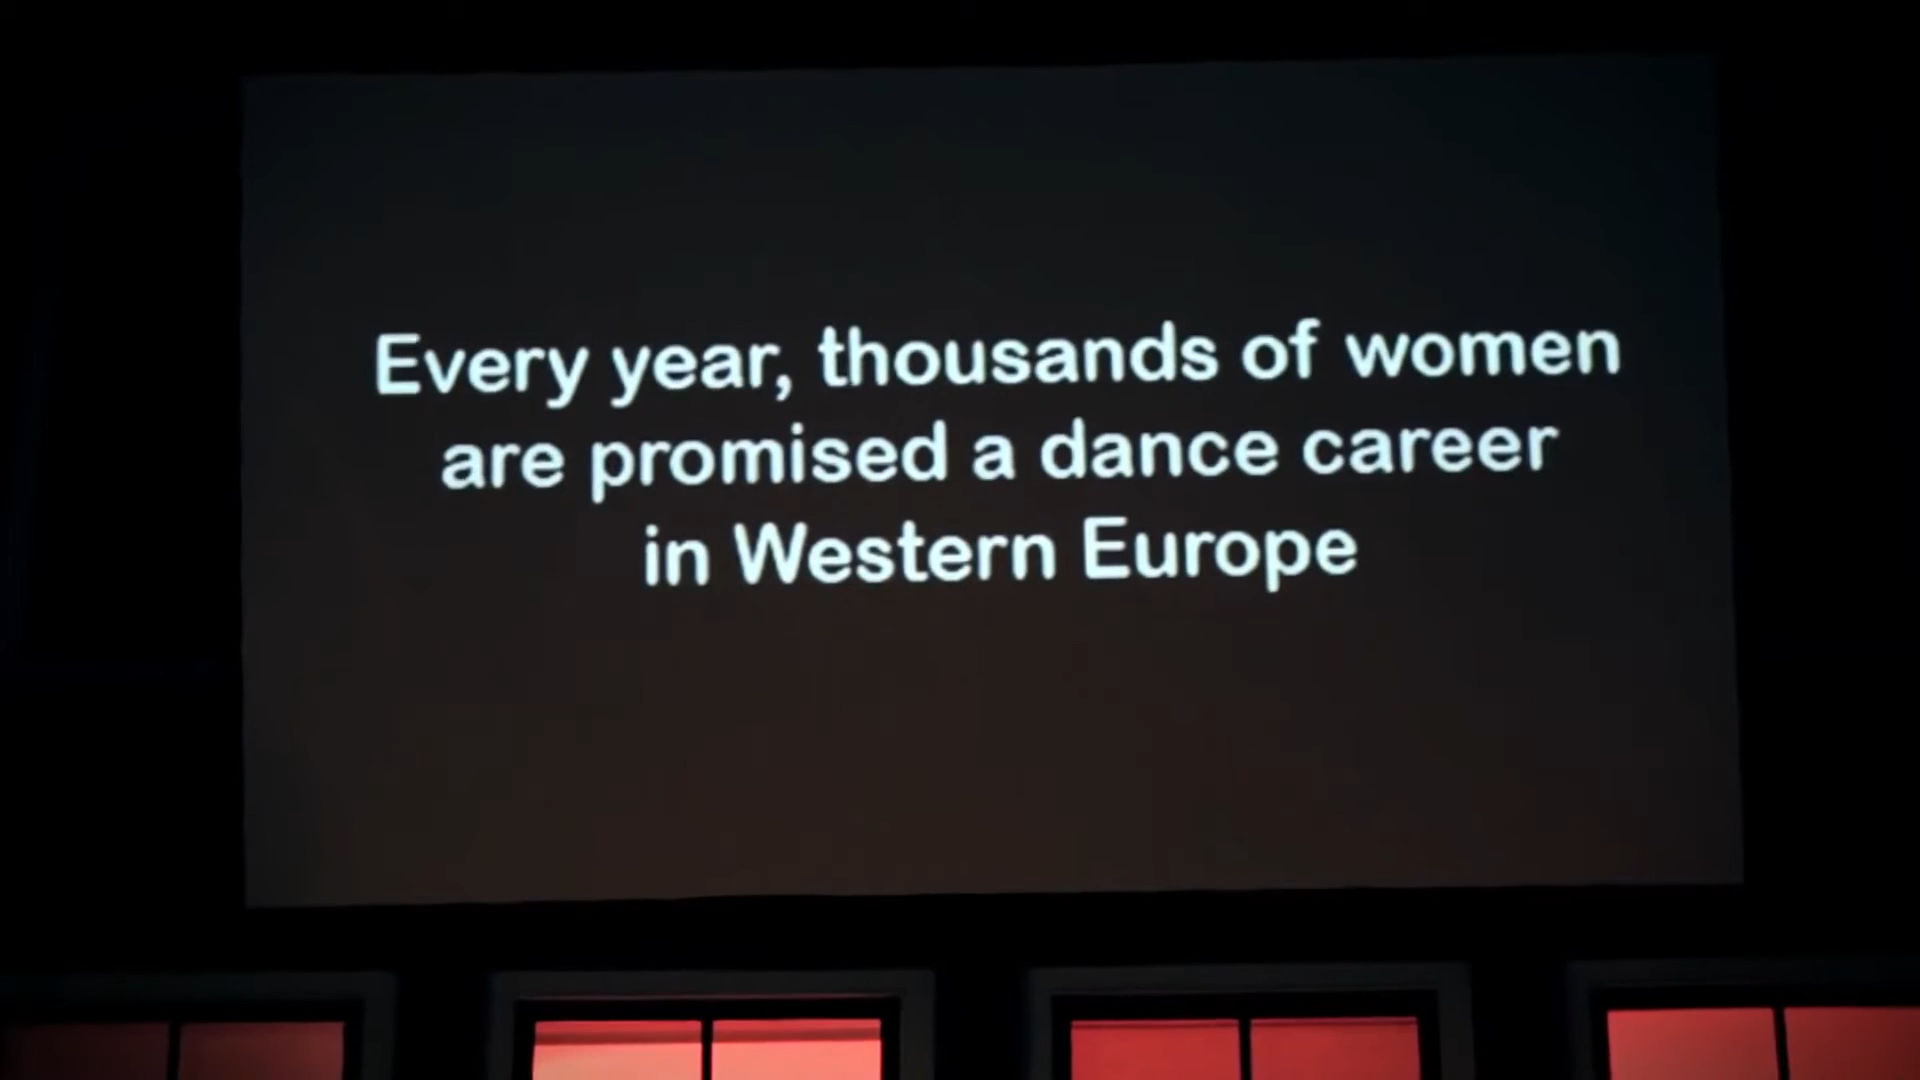 Every year, thousands of women
are promised a dance career
in Western Europe